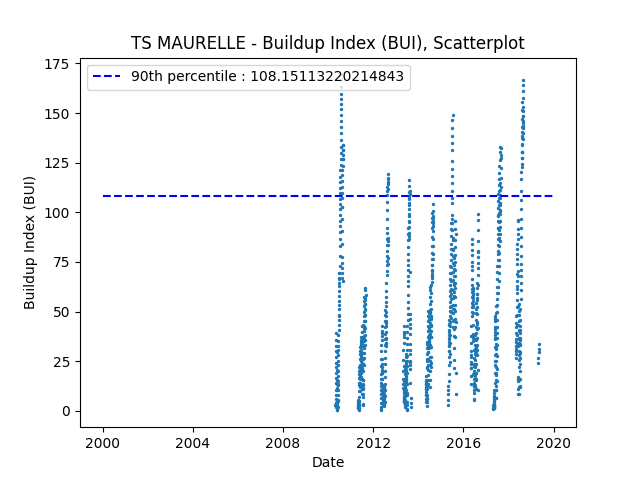 TS MAURELLE - Buildup Index (BUI), Scatterplot
90th percentile : 108.15113220214843
175
150
125
100
75
50
25
0
Buildup Index (BUI)
2000 2004 2008 2012 2016 2020
Date